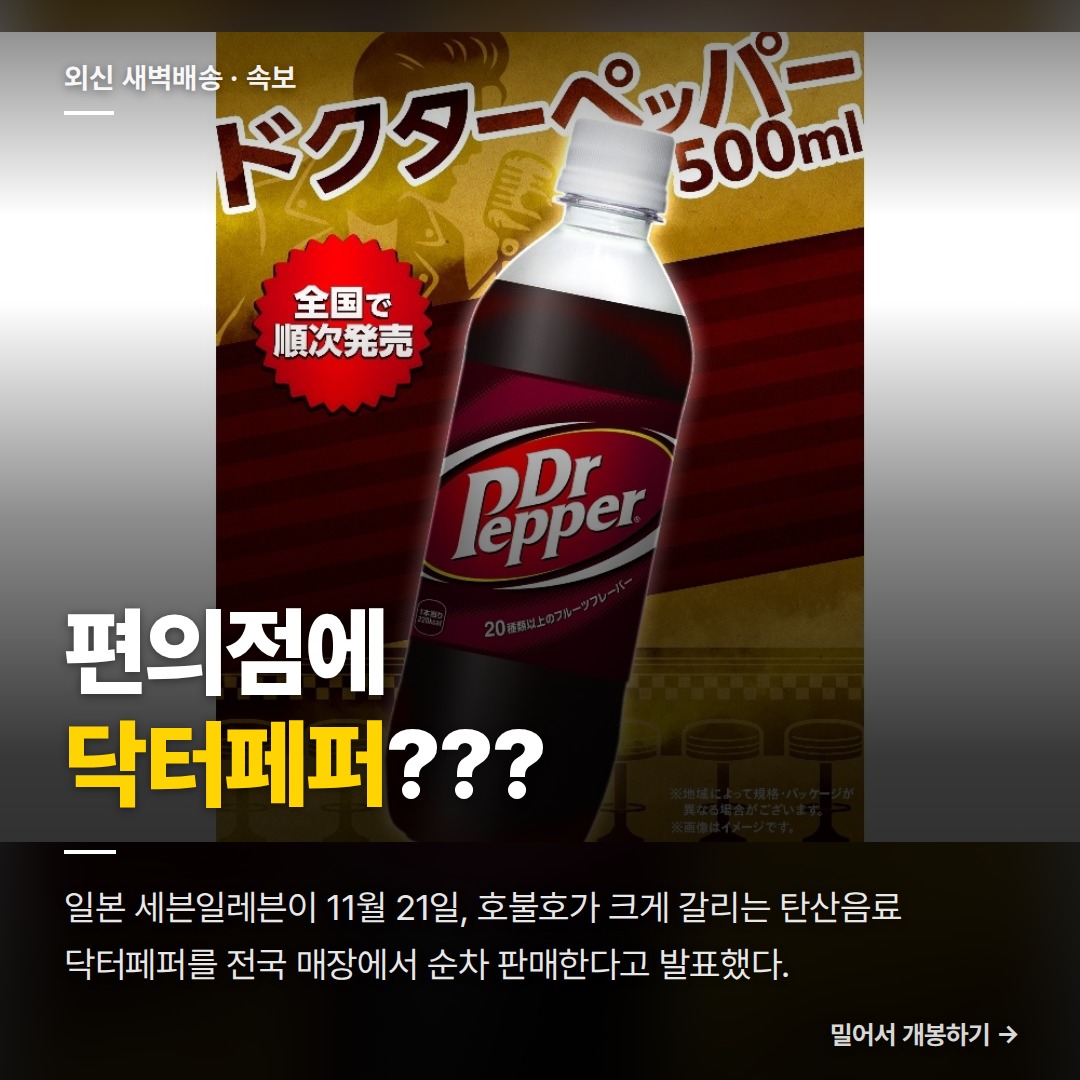 외신 새벽배송 · 속보
ドクターペッパー
500ml
全国で
順次発売
Dr
Pepper
1本当り
220kcal
20種類以上のフルーツフレーバー
편의점에
닥터페퍼???
※地域によって規格・パッケージが
異なる場合がございます。
※画像はイメージです。
일본 세븐일레븐이 11월 21일, 호불호가 크게 갈리는 탄산음료
닥터페퍼를 전국 매장에서 순차 판매한다고 발표했다.
밀어서 개봉하기 →